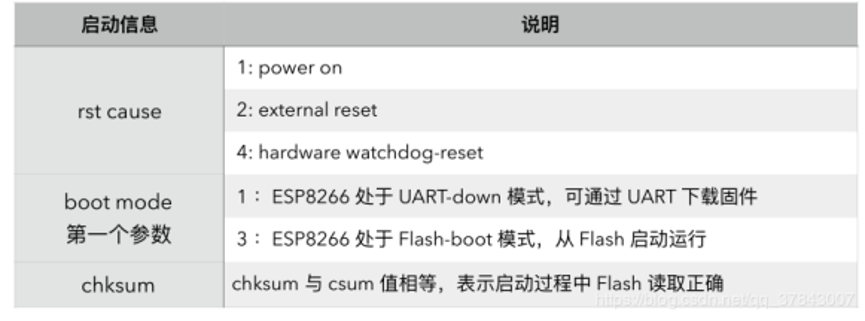 启动信息 说明
rst cause
1: power on
2: external reset
4: hardware watchdog-reset
boot mode
第一个参数
1： ESP8266 处于 UART-down 模式，可通过 UART 下载固件
3： ESP8266 处于 Flash-boot 模式，从 Flash 启动运行
chksum
chksum 与 csum 值相等，表示启动过程中 Flash 读取正确
https://blog.csdn.net/qq_37843007